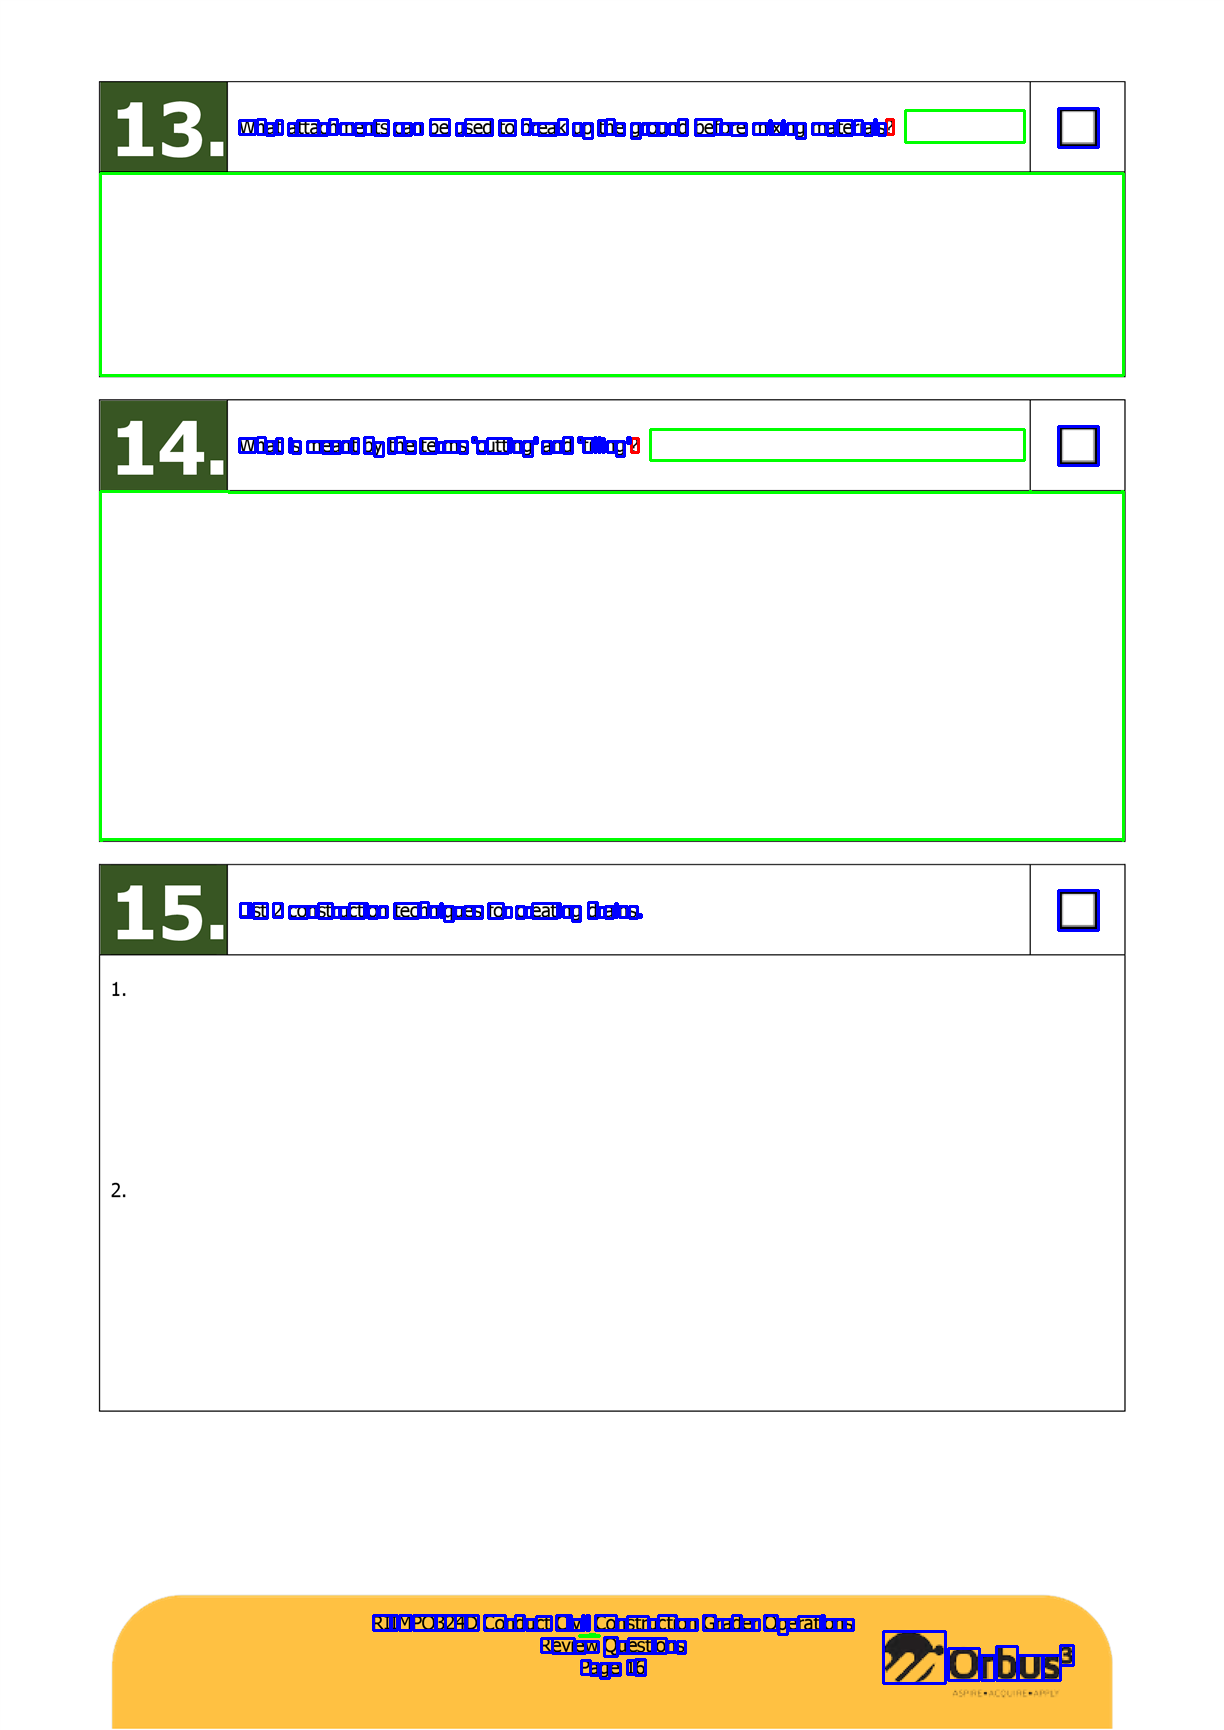 13. What attachments can be used to break up the ground before mixing materials?
14. What is meant by the terms "cutting" and "filling"?
15. List 2 construction techniques for creating drains.
1.
2.
RIIMPO324D Conduct Civil Construction Grader Operations
Review Questions
Page 16
Orbus3
ASPIRE•ACQUIRE•APPLY